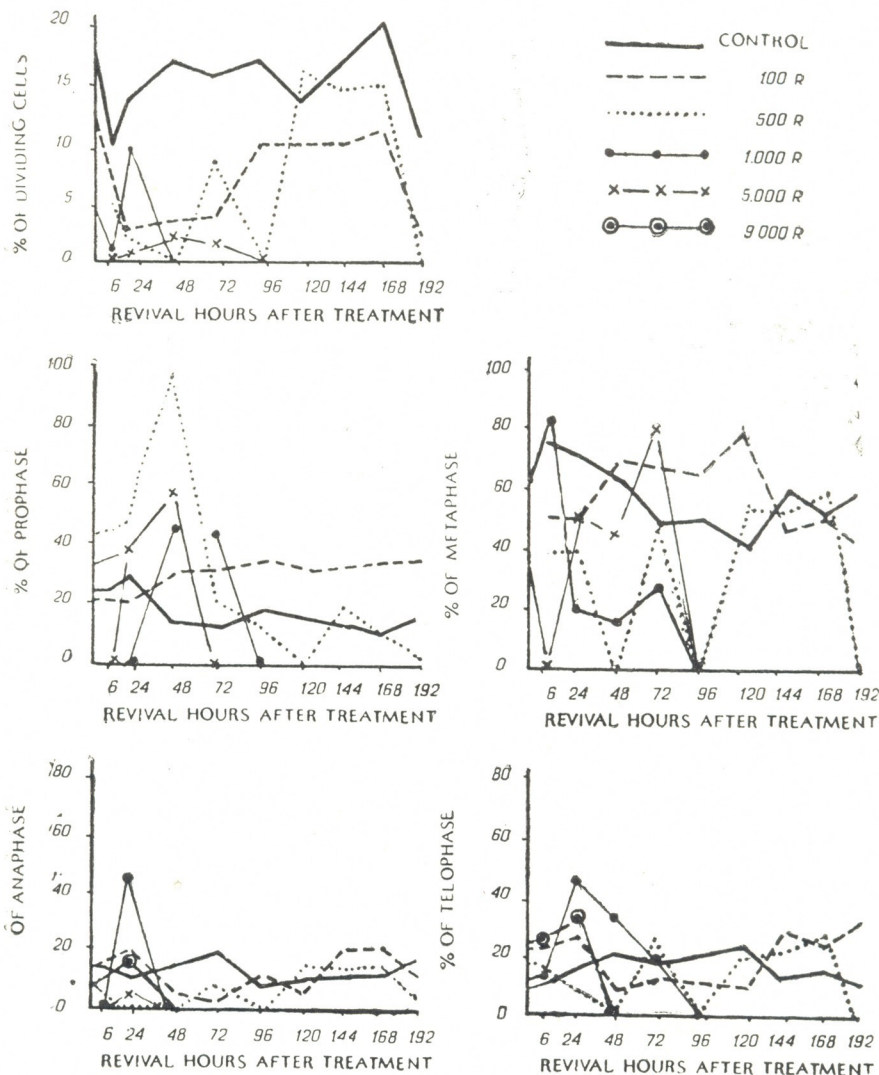 20
15
10
5
0
% OF DIVIDING CELLS
6 24 48 72 96 120 144 168 192
REVIVAL HOURS AFTER TREATMENT
CONTROL
100 R
500 R
1.000 R
5.000 R
9 000 R
100
80
60
40
20
0
% OF PROPHASE
6 24 48 72 96 120 144 168 192
REVIVAL HOURS AFTER TREATMENT
100
80
60
40
20
0
% OF METAPHASE
6 24 48 72 96 120 144 168 192
REVIVAL HOURS AFTER TREATMENT
80
60
40
20
0
OF ANAPHASE
6 24 48 72 96 120 144 168 192
REVIVAL HOURS AFTER TREATMENT
80
60
40
20
0
% OF TELOPHASE
6 24 48 72 96 120 144 168 192
REVIVAL HOURS AFTER TREATMENT